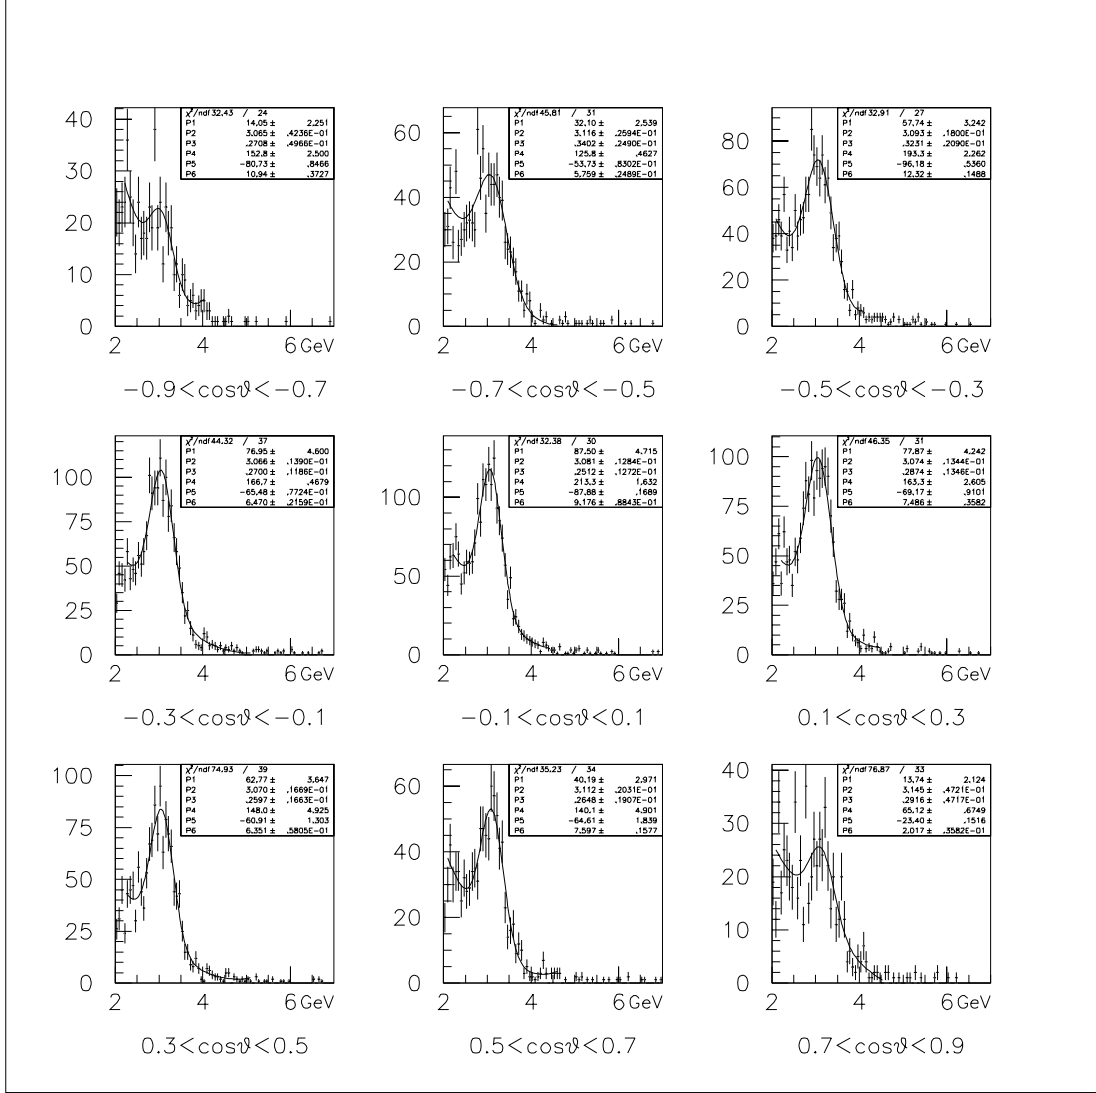 χ²/ndf 32.43 / 24
P1 14.05 ± 2.251
P2 3.065 ± .4236E-01
P3 .2708 ± .4966E-01
P4 152.8 ± 2.500
P5 -80.73 ± .8466
P6 10.94 ± .3727
40
30
20
10
0
2 4 6 GeV
-0.9<cosϑ<-0.7
χ²/ndf 45.81 / 31
P1 32.10 ± 2.539
P2 3.116 ± .2594E-01
P3 .3402 ± .2490E-01
P4 125.8 ± .4627
P5 -53.73 ± .8302E-01
P6 5.759 ± .2489E-01
60
40
20
0
2 4 6 GeV
-0.7<cosϑ<-0.5
χ²/ndf 32.91 / 27
P1 57.74 ± 3.242
P2 3.093 ± .1800E-01
P3 .3231 ± .2090E-01
P4 193.3 ± 2.262
P5 -96.18 ± .5360
P6 12.32 ± .1488
80
60
40
20
0
2 4 6 GeV
-0.5<cosϑ<-0.3
χ²/ndf 44.32 / 37
P1 76.95 ± 4.600
P2 3.066 ± .1390E-01
P3 .2700 ± .1186E-01
P4 166.7 ± .4679
P5 -65.48 ± .7724E-01
P6 6.470 ± .2159E-01
100
75
50
25
0
2 4 6 GeV
-0.3<cosϑ<-0.1
χ²/ndf 32.38 / 30
P1 87.50 ± 4.715
P2 3.081 ± .1284E-01
P3 .2512 ± .1272E-01
P4 213.3 ± 1.632
P5 -87.88 ± .1689
P6 9.176 ± .8843E-01
100
50
0
2 4 6 GeV
-0.1<cosϑ<0.1
χ²/ndf 46.35 / 31
P1 77.87 ± 4.242
P2 3.074 ± .1344E-01
P3 .2874 ± .1346E-01
P4 163.3 ± 2.605
P5 -69.17 ± .9101
P6 7.486 ± .3582
100
75
50
25
0
2 4 6 GeV
0.1<cosϑ<0.3
χ²/ndf 74.93 / 39
P1 62.77 ± 3.647
P2 3.070 ± .1669E-01
P3 .2597 ± .1663E-01
P4 148.0 ± 4.925
P5 -60.91 ± 1.303
P6 6.351 ± .5805E-01
100
75
50
25
0
2 4 6 GeV
0.3<cosϑ<0.5
χ²/ndf 35.23 / 34
P1 40.19 ± 2.971
P2 3.112 ± .2031E-01
P3 .2648 ± .1907E-01
P4 140.1 ± 4.901
P5 -64.61 ± 1.839
P6 7.597 ± .1577
60
40
20
0
2 4 6 GeV
0.5<cosϑ<0.7
χ²/ndf 76.87 / 33
P1 13.74 ± 2.124
P2 3.145 ± .4721E-01
P3 .2916 ± .4717E-01
P4 65.12 ± .6749
P5 -23.40 ± .1516
P6 2.017 ± .3582E-01
40
30
20
10
0
2 4 6 GeV
0.7<cosϑ<0.9